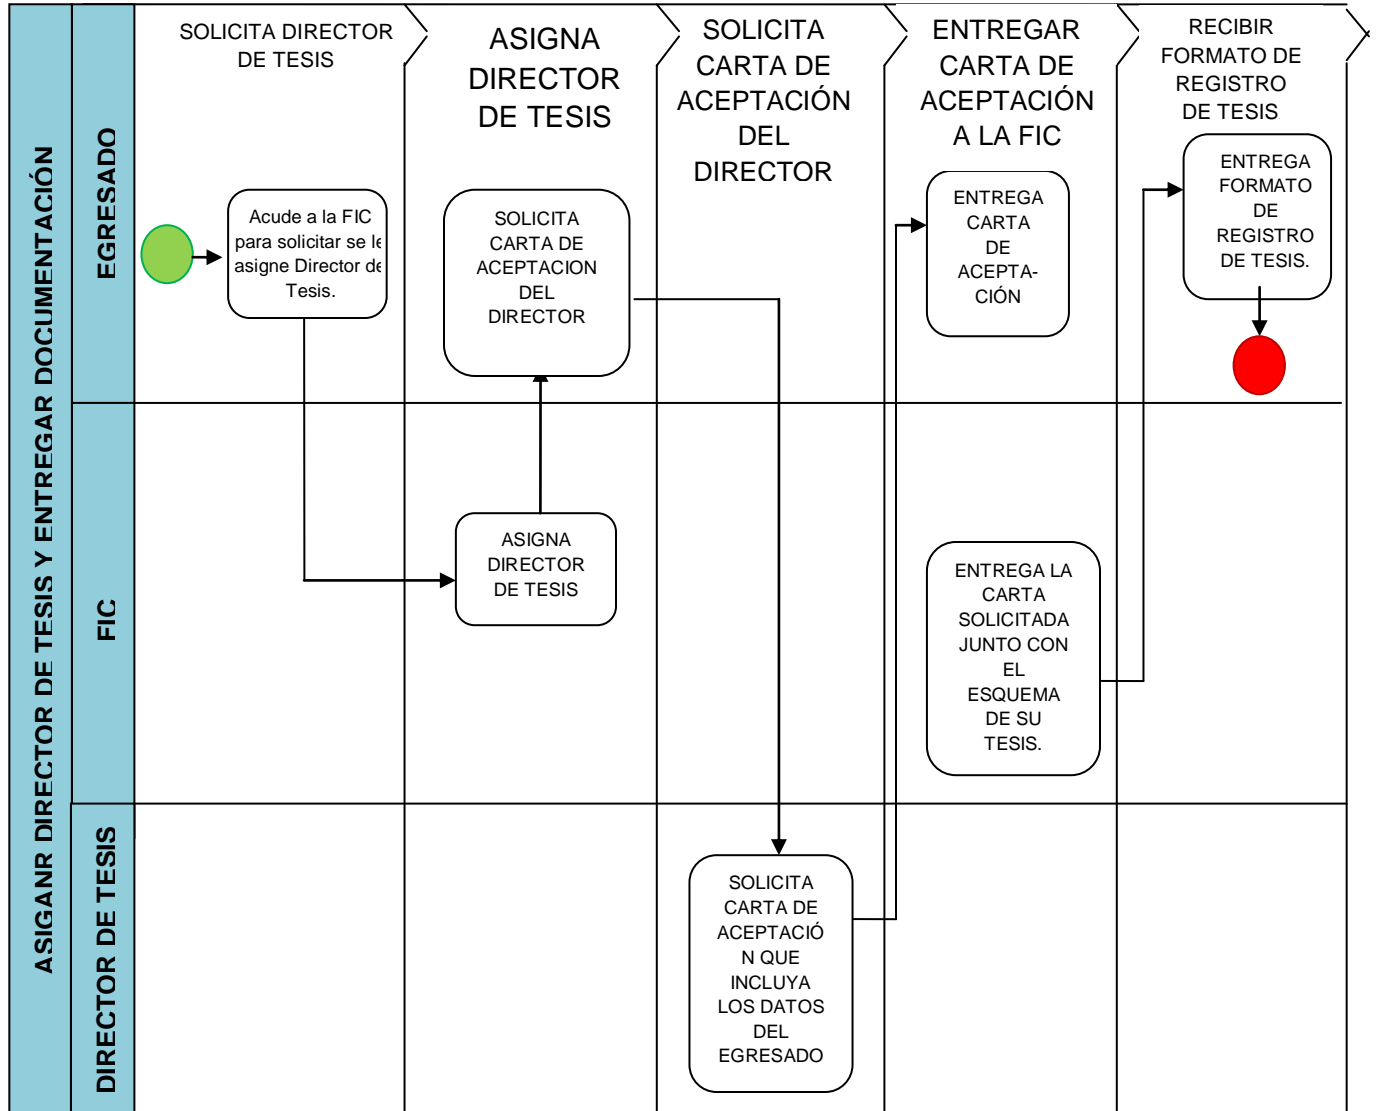 ASIGANR DIRECTOR DE TESIS Y ENTREGAR DOCUMENTACIÓN
EGRESADO
FIC
DIRECTOR DE TESIS
SOLICITA DIRECTOR
DE TESIS
ASIGNA
DIRECTOR
DE TESIS
SOLICITA
CARTA DE
ACEPTACIÓN
DEL
DIRECTOR
ENTREGAR
CARTA DE
ACEPTACIÓN
A LA FIC
RECIBIR
FORMATO DE
REGISTRO
DE TESIS
Acude a la FIC
para solicitar se le
asigne Director de
Tesis.
SOLICITA
CARTA DE
ACEPTACION
DEL
DIRECTOR
ENTREGA
CARTA
DE
ACEPTA-
CIÓN
ENTREGA
FORMATO
DE
REGISTRO
DE TESIS.
ASIGNA
DIRECTOR
DE TESIS
ENTREGA LA
CARTA
SOLICITADA
JUNTO CON
EL
ESQUEMA
DE SU
TESIS.
SOLICITA
CARTA DE
ACEPTACIÓ
N QUE
INCLUYA
LOS DATOS
DEL
EGRESADO